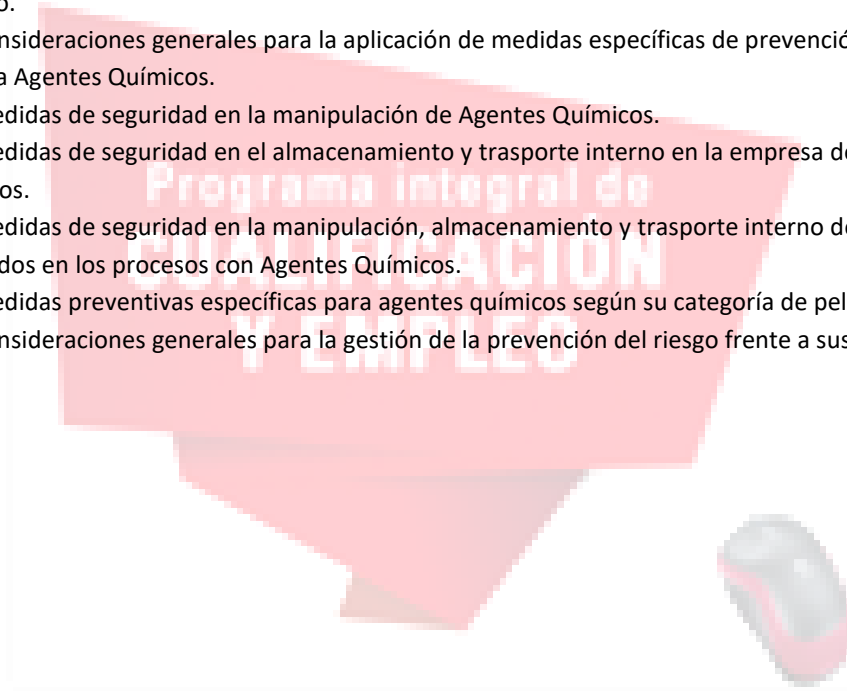 o.
nsideraciones generales para la aplicación de medidas específicas de prevenció
a Agentes Químicos.
edidas de seguridad en la manipulación de Agentes Químicos.
edidas de seguridad en el almacenamiento y trasporte interno en la empresa de
os.
Programa integral de
edidas de seguridad en la manipulación, almacenamiento y trasporte interno de
CUALIFICACIÓN
dos en los procesos con Agentes Químicos.
edidas preventivas específicas para agentes químicos según su categoría de pel
Y EMPLEO
nsideraciones generales para la gestión de la prevención del riesgo frente a sus